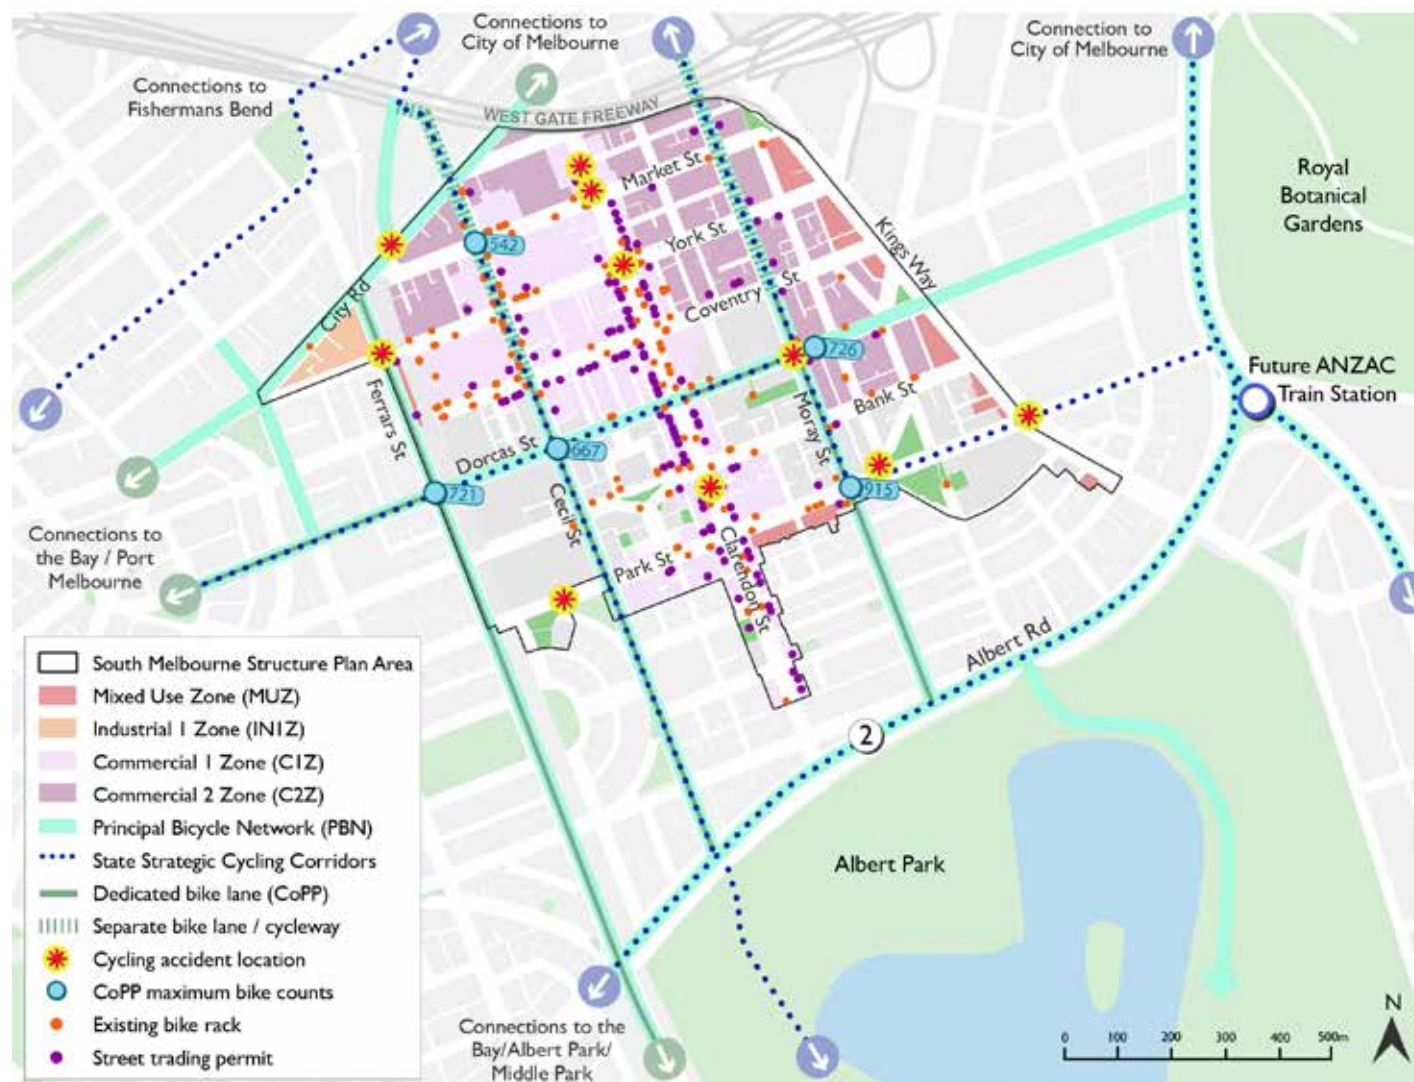 Connections to
City of Melbourne
Connection to
City of Melbourne
Connections to
Fishermans Bend
WEST GATE FREEWAY
Market St
York St
Coventry St
Kings Way
Royal
Botanical
Gardens
City Rd
542
726
Future ANZAC
Train Station
Ferrars St
Moray St
Bank St
Dorcas St
667
721
915
Cecil St
Connections to
the Bay / Port
Melbourne
Park St
Clarendon St
Albert Rd
2
Albert Park
South Melbourne Structure Plan Area
Mixed Use Zone (MUZ)
Industrial 1 Zone (IN1Z)
Commercial 1 Zone (C1Z)
Commercial 2 Zone (C2Z)
Principal Bicycle Network (PBN)
State Strategic Cycling Corridors
Dedicated bike lane (CoPP)
Separate bike lane / cycleway
Cycling accident location
CoPP maximum bike counts
Existing bike rack
Street trading permit
Connections to the
Bay/Albert Park/
Middle Park
0 100 200 300 400 500m
N